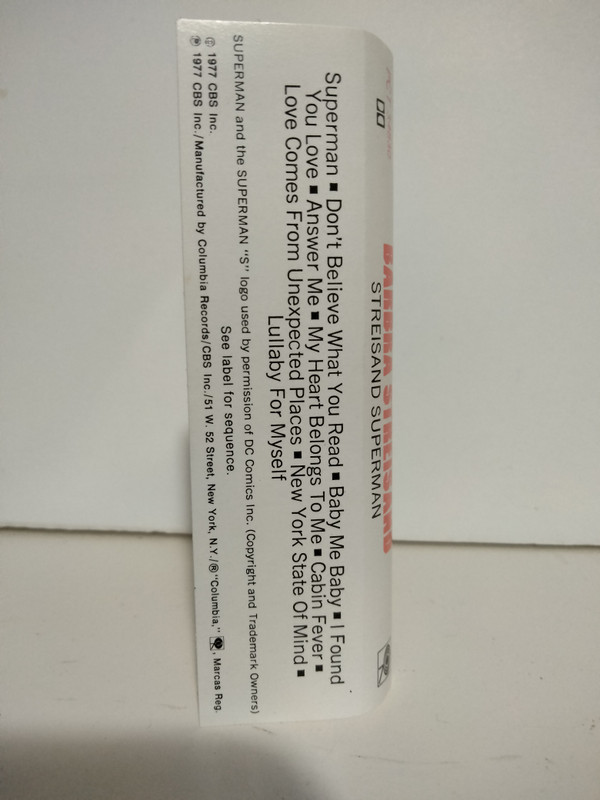 BARBRA STREISAND
STREISAND SUPERMAN
Superman ▪ Don't Believe What You Read ▪ Baby Me Baby ▪ I Found
You Love ▪ Answer Me ▪ My Heart Belongs To Me ▪ Cabin Fever ▪
Love Comes From Unexpected Places ▪ New York State Of Mind ▪
Lullaby For Myself
SUPERMAN and the SUPERMAN "S" logo used by permission of DC Comics Inc. (Copyright and Trademark Owners)
See label for sequence.
© 1977 CBS Inc.
℗ 1977 CBS Inc./Manufactured by Columbia Records/CBS Inc./51 W. 52 Street, New York, N.Y./® "Columbia," , Marcas Reg.